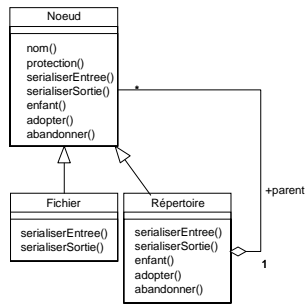 Noeud
nom()
protection()
serialiserEntree()
serialiserSortie()
enfant()
adopter()
abandonner()
*
+parent
1
Fichier
serialiserEntree()
serialiserSortie()
Répertoire
serialiserEntree()
serialiserSortie()
enfant()
adopter()
abandonner()